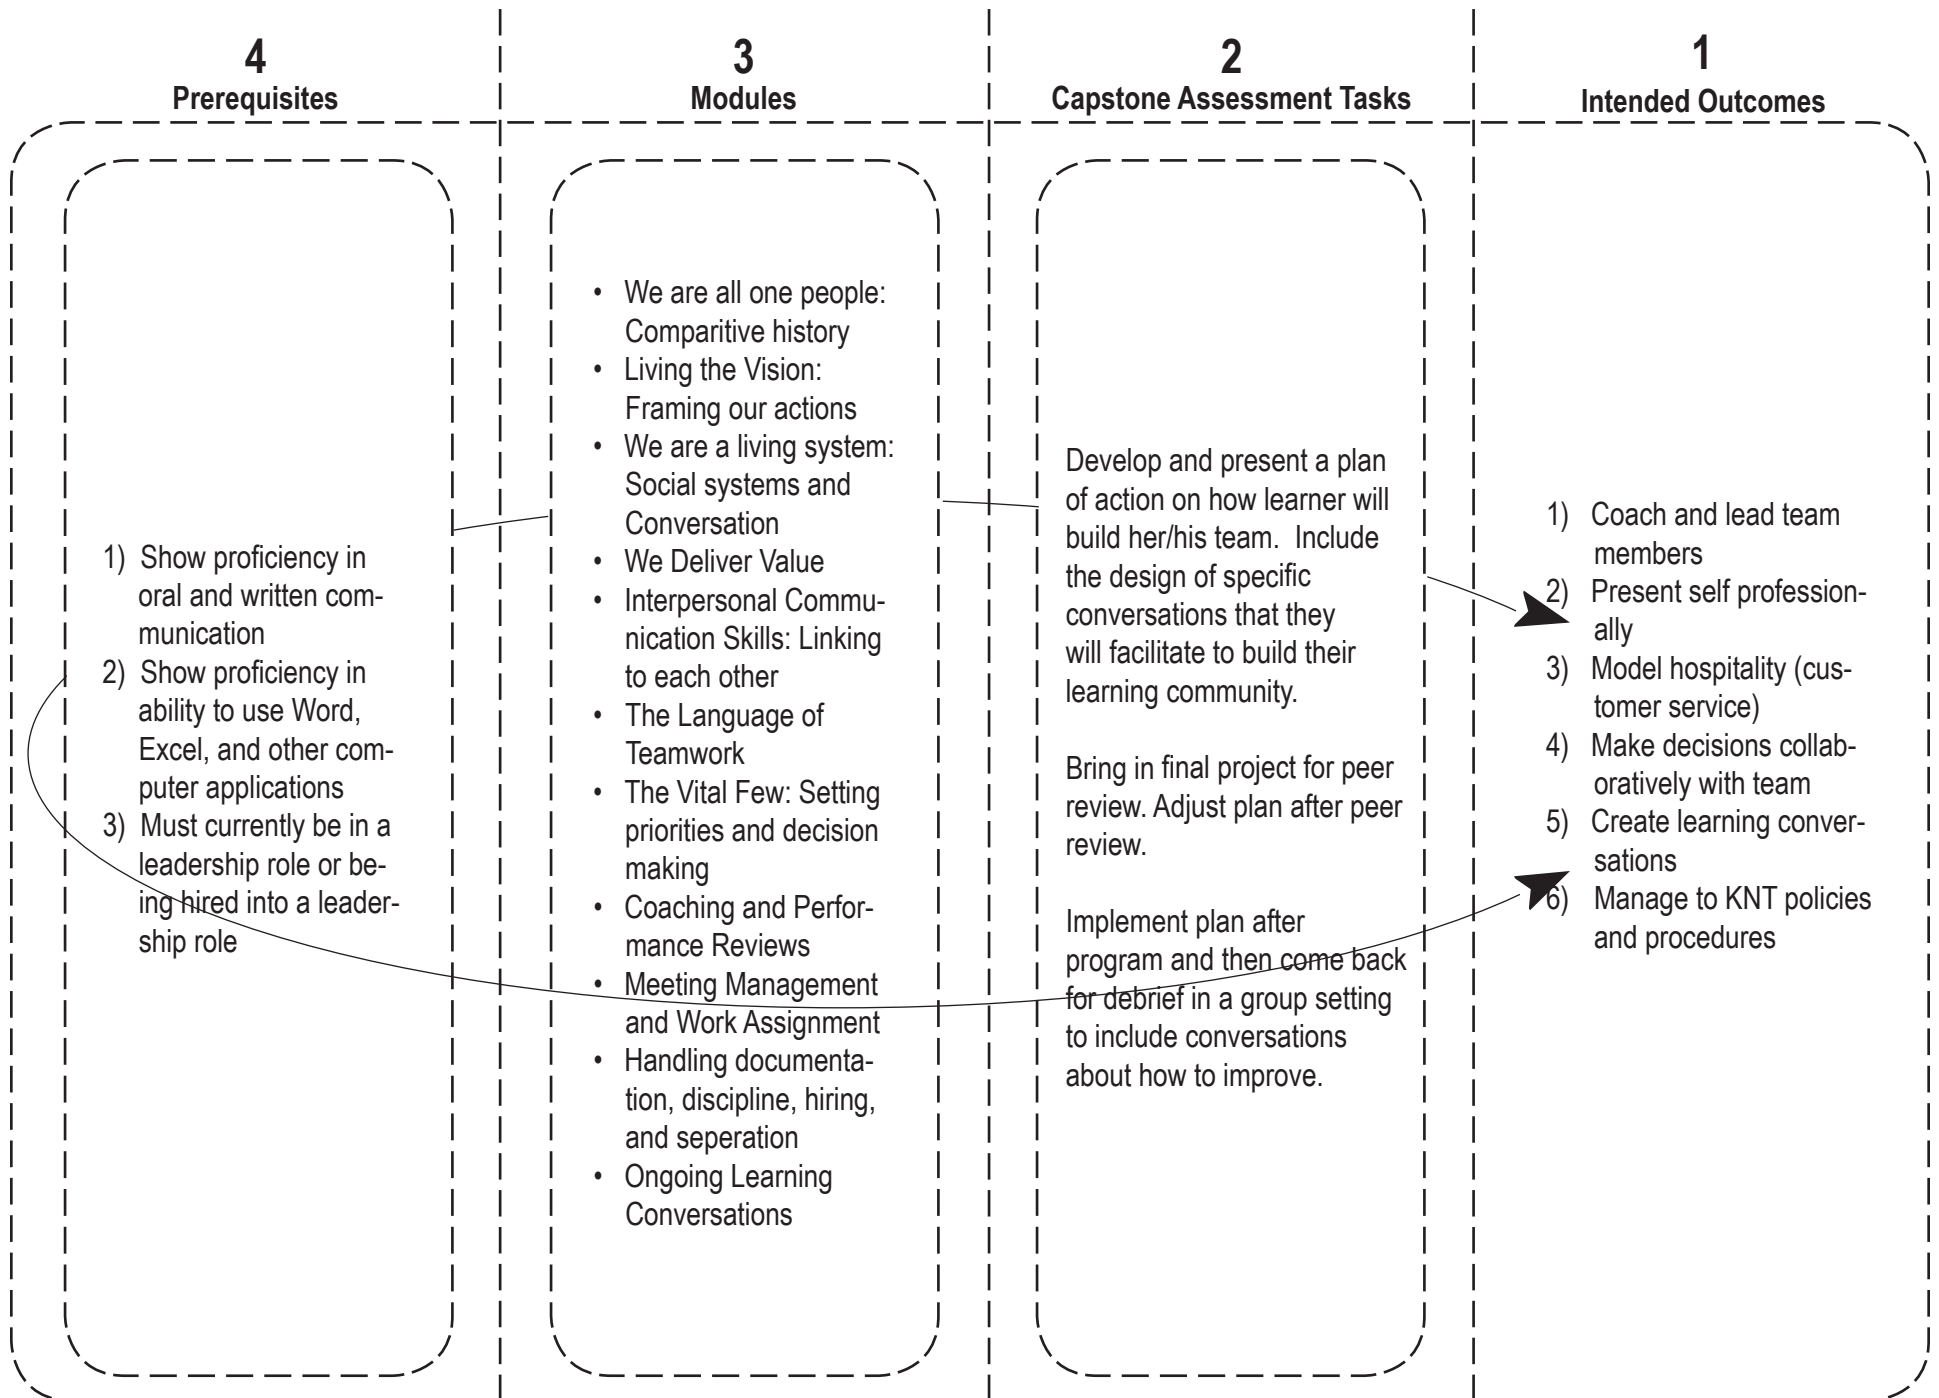 4
Prerequisites
1) Show proficiency in
oral and written com-
munication
2) Show proficiency in
ability to use Word,
Excel, and other com-
puter applications
3) Must currently be in a
leadership role or be-
ing hired into a leader-
ship role
3
Modules
• We are all one people:
Comparitive history
• Living the Vision:
Framing our actions
• We are a living system:
Social systems and
Conversation
• We Deliver Value
• Interpersonal Commu-
nication Skills: Linking
to each other
• The Language of
Teamwork
• The Vital Few: Setting
priorities and decision
making
• Coaching and Perfor-
mance Reviews
• Meeting Management
and Work Assignment
• Handling documenta-
tion, discipline, hiring,
and seperation
• Ongoing Learning
Conversations
2
Capstone Assessment Tasks
Develop and present a plan
of action on how learner will
build her/his team. Include
the design of specific
conversations that they
will facilitate to build their
learning community.
Bring in final project for peer
review. Adjust plan after peer
review.
Implement plan after
program and then come back
for debrief in a group setting
to include conversations
about how to improve.
1
Intended Outcomes
1) Coach and lead team
members
2) Present self profession-
ally
3) Model hospitality (cus-
tomer service)
4) Make decisions collab-
oratively with team
5) Create learning conver-
sations
6) Manage to KNT policies
and procedures